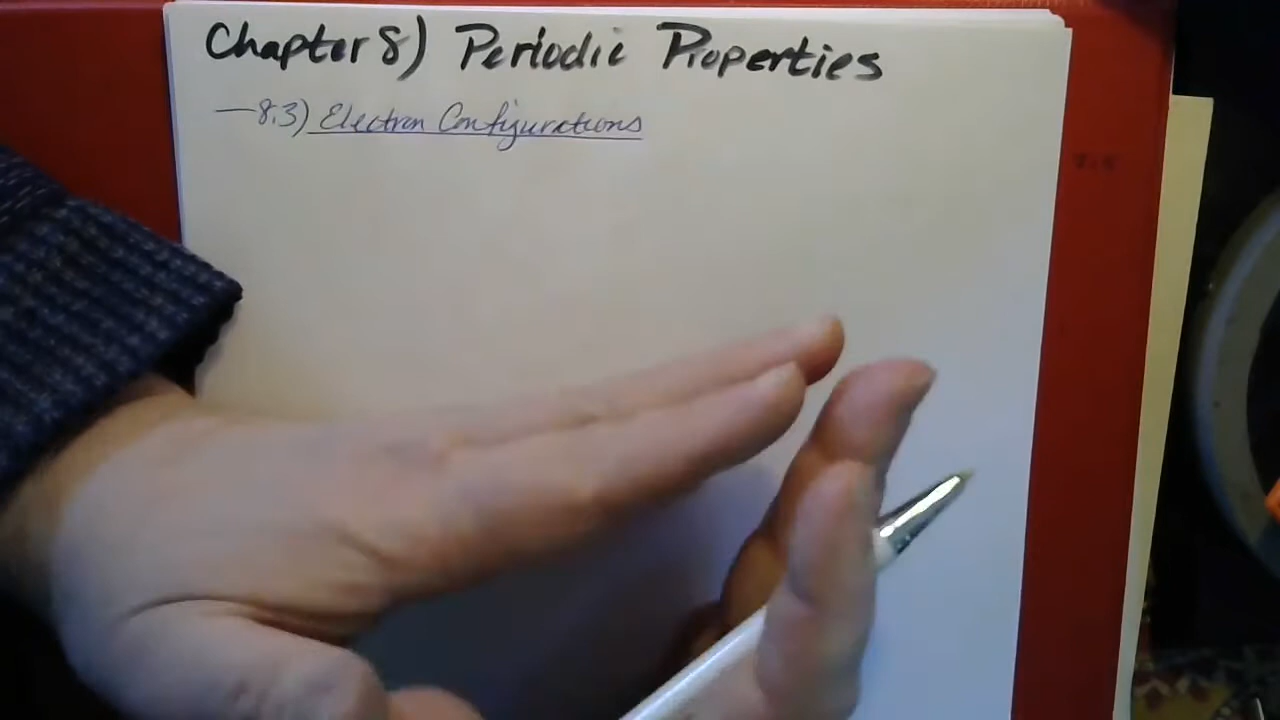 Chapter 8) Periodic Properties
—8.3) Electron Configurations